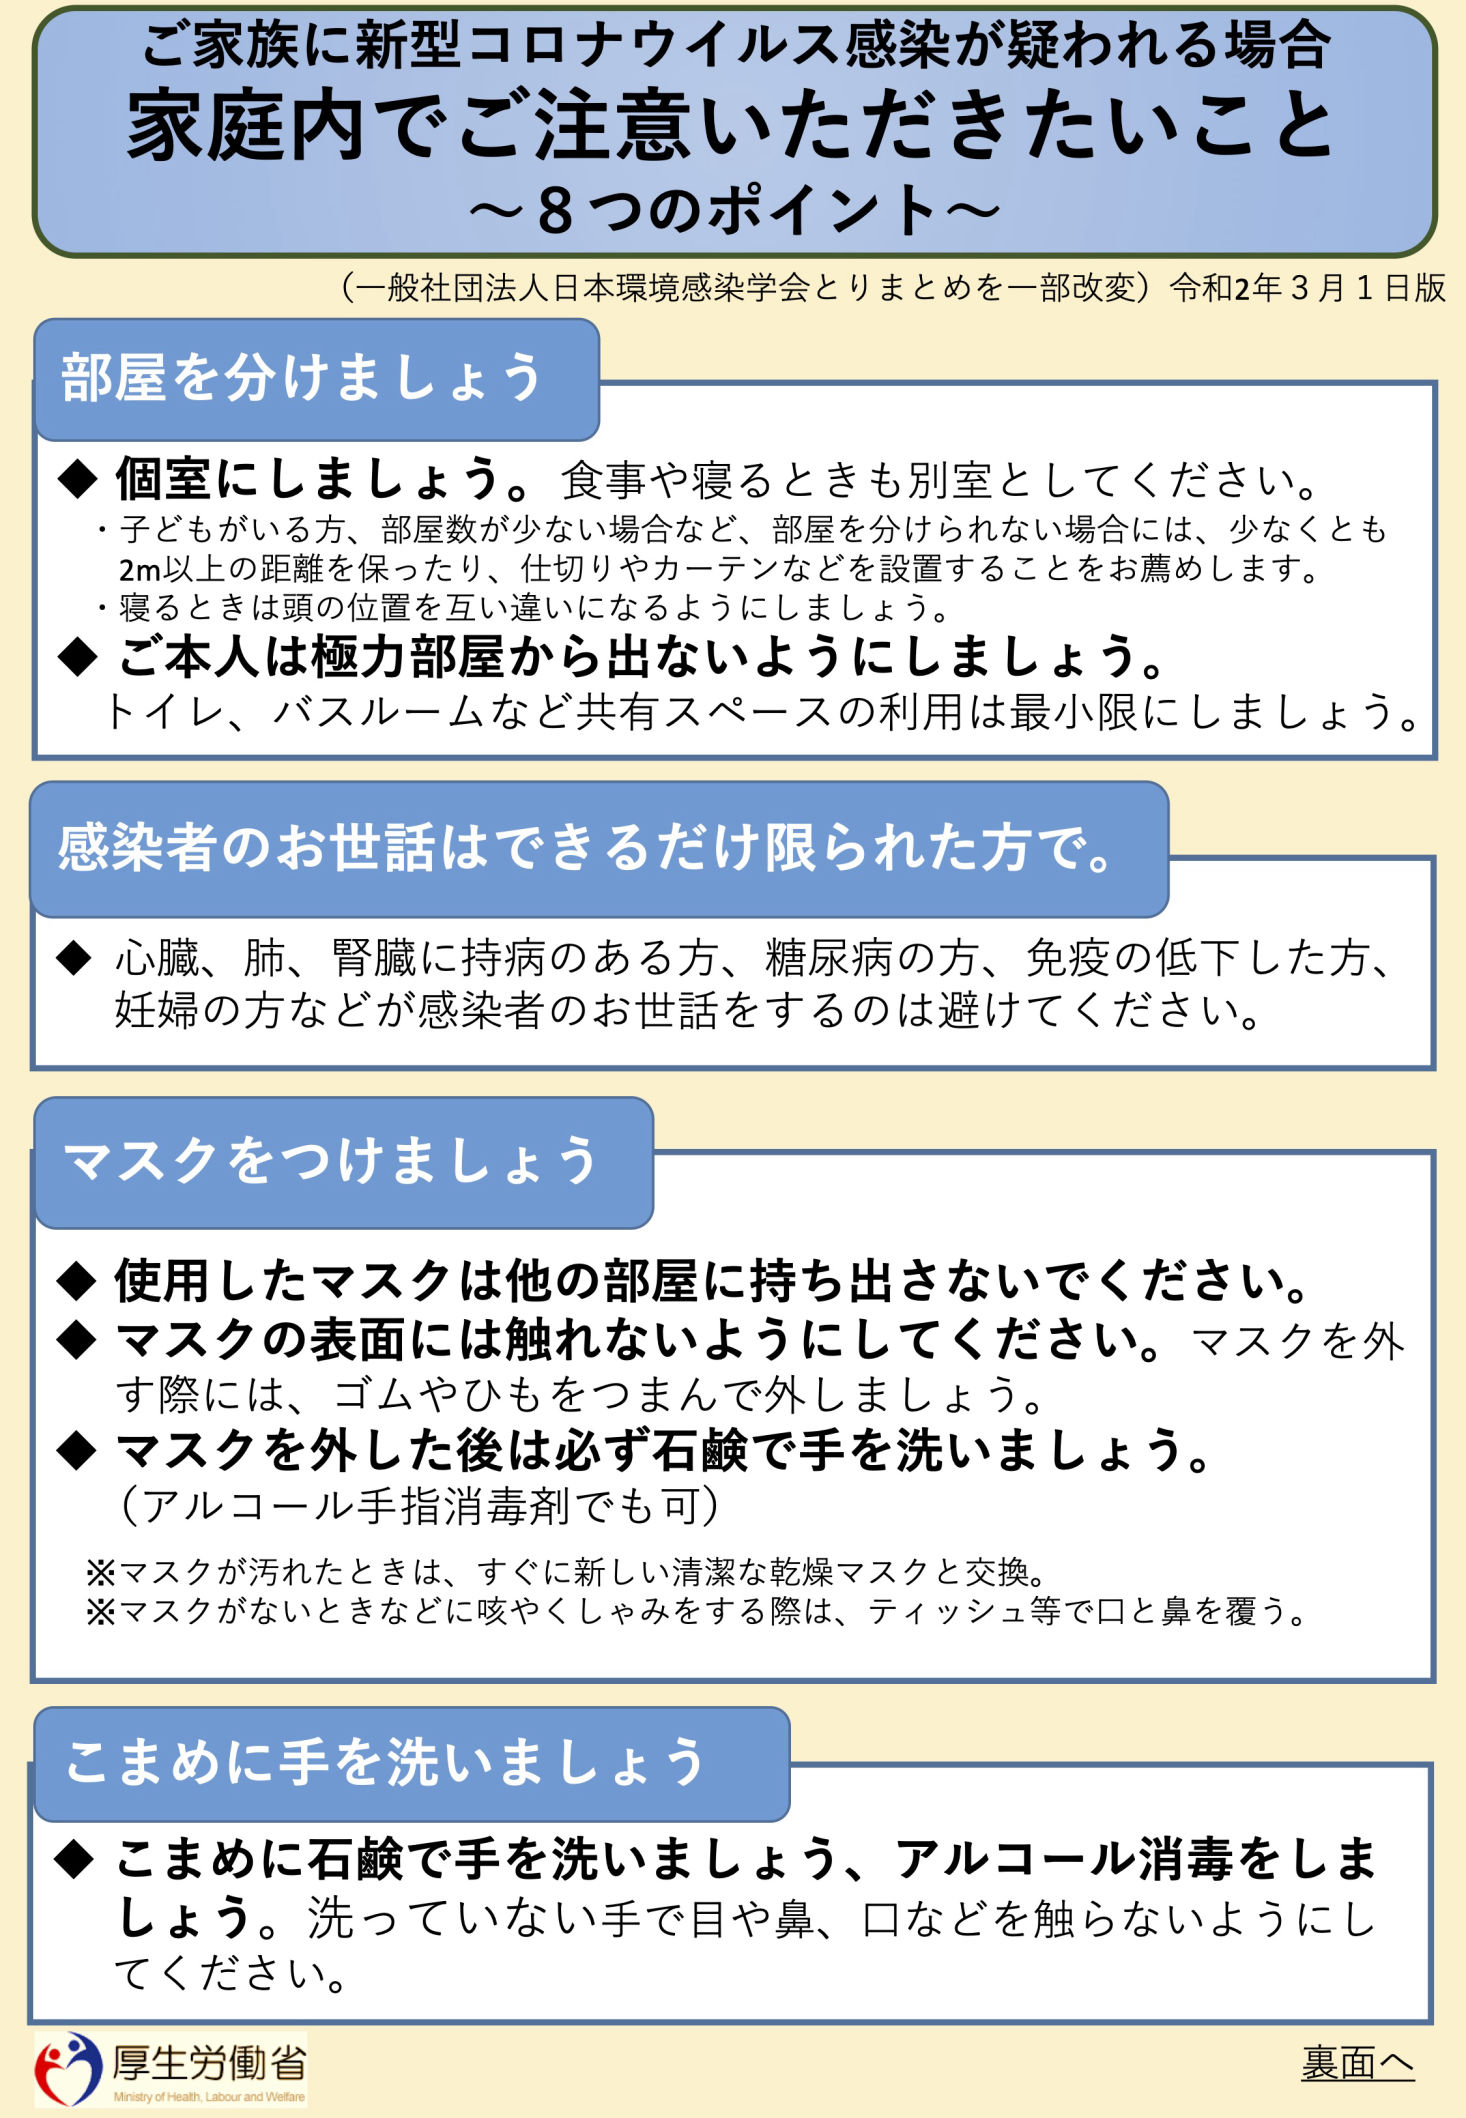 ご家族に新型コロナウイルス感染が疑われる場合
家庭内でご注意いただきたいこと
～８つのポイント～
（一般社団法人日本環境感染学会とりまとめを一部改変）令和2年３月１日版
部屋を分けましょう
◆ 個室にしましょう。食事や寝るときも別室としてください。
・子どもがいる方、部屋数が少ない場合など、部屋を分けられない場合には、少なくとも
2m以上の距離を保ったり、仕切りやカーテンなどを設置することをお薦めします。
・寝るときは頭の位置を互い違いになるようにしましょう。
◆ ご本人は極力部屋から出ないようにしましょう。
トイレ、バスルームなど共有スペースの利用は最小限にしましょう。
感染者のお世話はできるだけ限られた方で。
◆ 心臓、肺、腎臓に持病のある方、糖尿病の方、免疫の低下した方、
妊婦の方などが感染者のお世話をするのは避けてください。
マスクをつけましょう
◆ 使用したマスクは他の部屋に持ち出さないでください。
◆ マスクの表面には触れないようにしてください。マスクを外
す際には、ゴムやひもをつまんで外しましょう。
◆ マスクを外した後は必ず石鹸で手を洗いましょう。
（アルコール手指消毒剤でも可）
※マスクが汚れたときは、すぐに新しい清潔な乾燥マスクと交換。
※マスクがないときなどに咳やくしゃみをする際は、ティッシュ等で口と鼻を覆う。
こまめに手を洗いましょう
◆ こまめに石鹸で手を洗いましょう、アルコール消毒をしま
しょう。洗っていない手で目や鼻、口などを触らないようにし
てください。
厚生労働省
Ministry of Health, Labour and Welfare
裏面へ